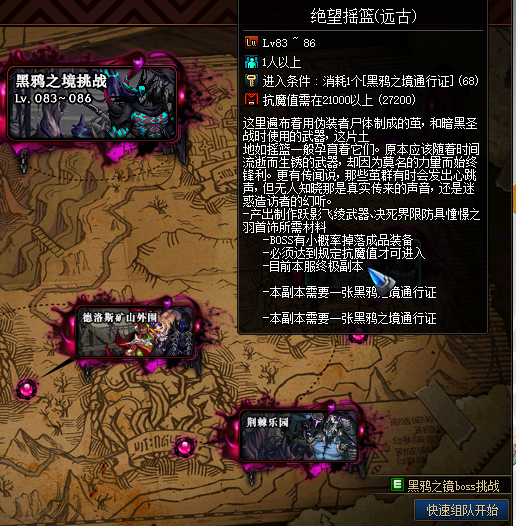 绝望摇篮(远古)
Lv83 ~ 86
1人以上
进入条件：消耗1个[黑鸦之境通行证] (68)
抗魔值需在21000以上 (27200)
这里遍布着用伪装者尸体制成的茧，和暗黑圣
战时使用的武器，这片土
地如摇篮一般孕育着它们。原本应该随着时间
流逝而生锈的武器，却因为莫名的力量而始终
锋利。更有传闻说，那些茧群有时会发出心跳
声，但无人知晓那是真实传来的声音，还是迷
惑造访者的幻听。
-产出制作跃影飞绫武器、决死界限防具憧憬之
羽首饰所需材料
-BOSS有小概率掉落成品装备
-必须达到规定抗魔值才可进入
-目前本服终极副本
-本副本需要一张黑鸦之境通行证
-本副本需要一张黑鸦之境通行证
黑鸦之境挑战
Lv. 083~086
德洛斯矿山外围
荆棘乐园
E 黑鸦之镜boss挑战
快速组队开始